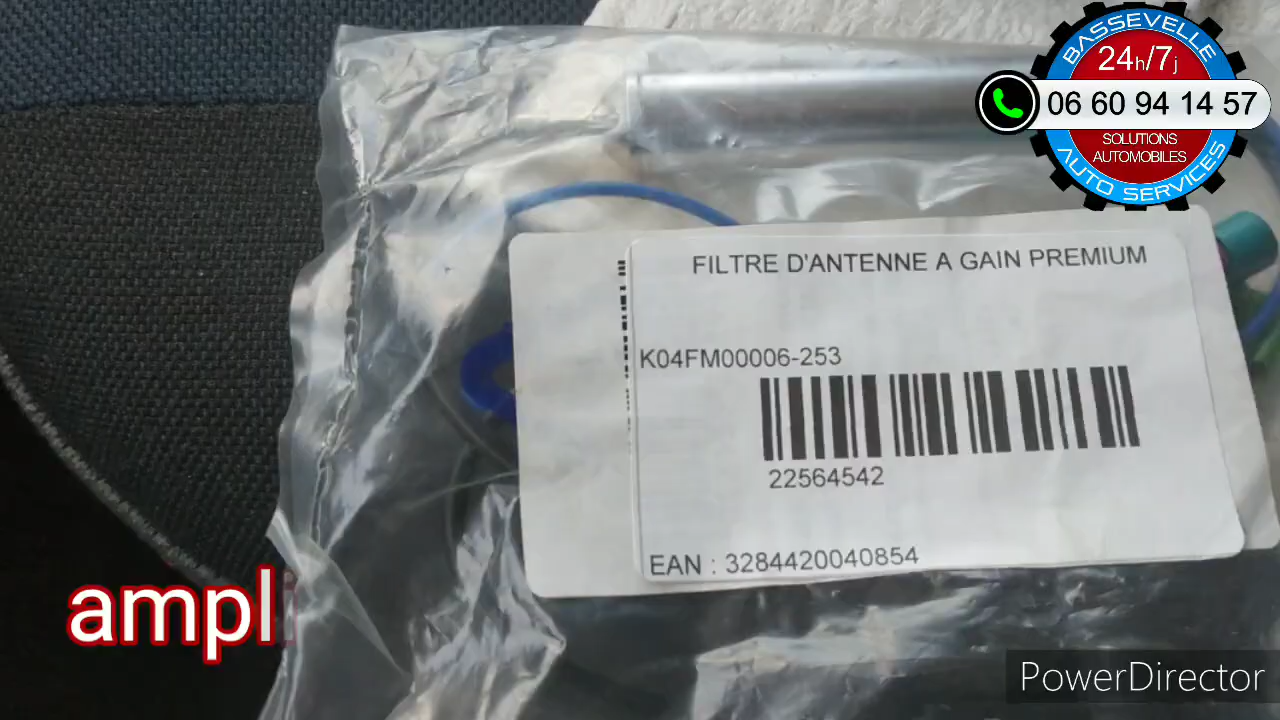 BASSEVELLE
24h/7j
06 60 94 14 57
SOLUTIONS
AUTOMOBILES
AUTO SERVICES
FILTRE D'ANTENNE A GAIN PREMIUM
K04FM00006-253
22564542
EAN : 3284420040854
ampli
PowerDirector